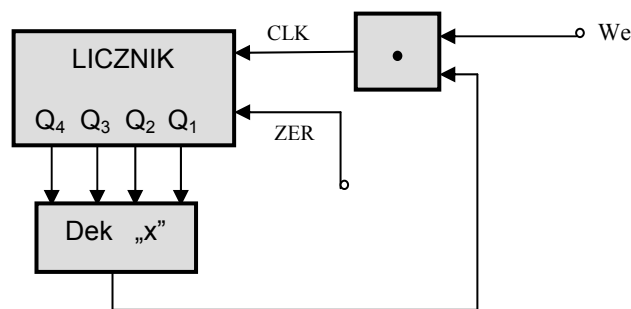 We
CLK
•
LICZNIK
Q₄ Q₃ Q₂ Q₁
ZER
Dek „x”